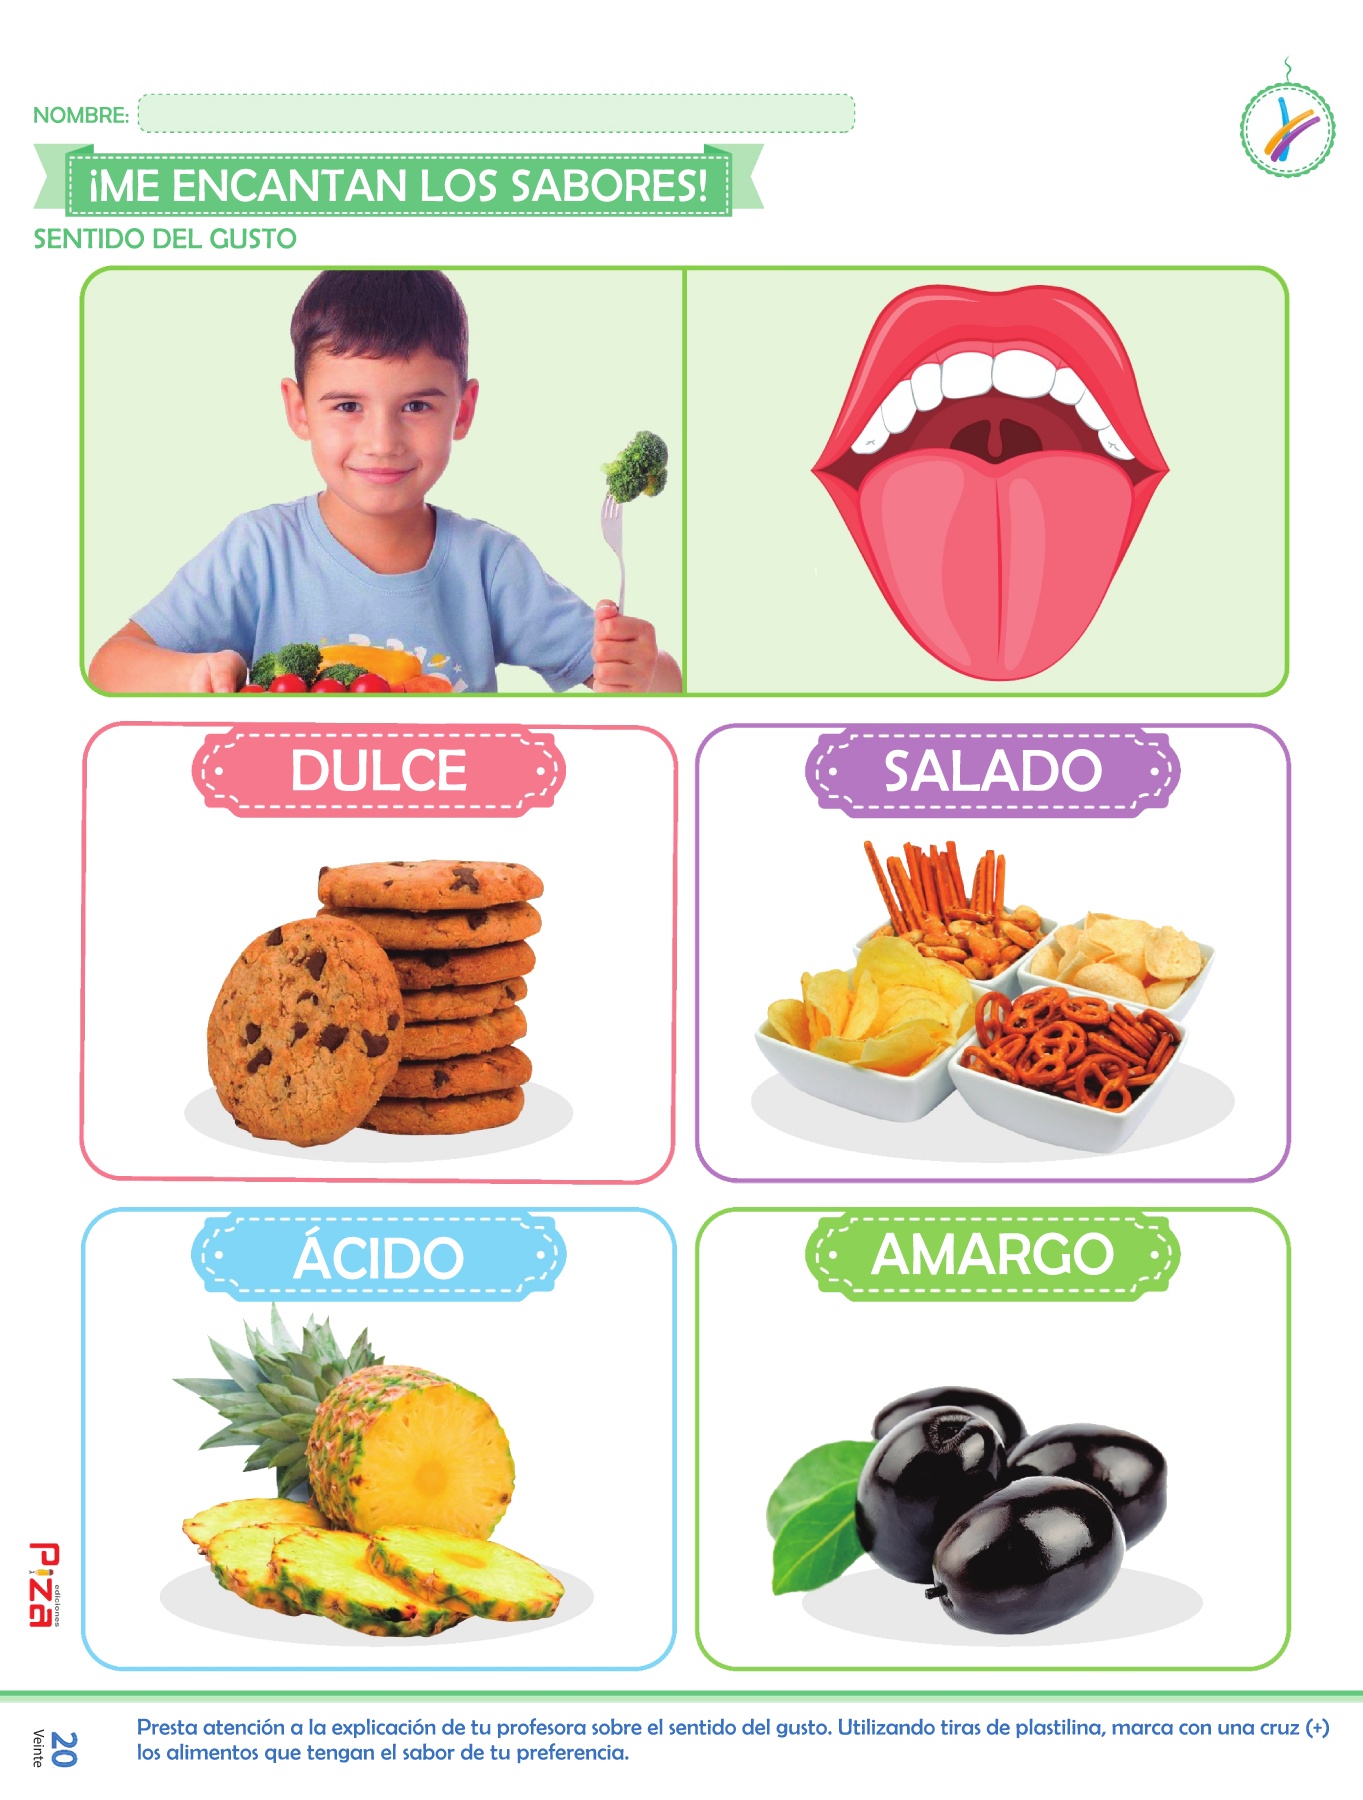 NOMBRE:
¡ME ENCANTAN LOS SABORES!
SENTIDO DEL GUSTO
DULCE
SALADO
ÁCIDO
AMARGO
Piza
ediciones
20
Veinte
Presta atención a la explicación de tu profesora sobre el sentido del gusto. Utilizando tiras de plastilina, marca con una cruz (+)
los alimentos que tengan el sabor de tu preferencia.